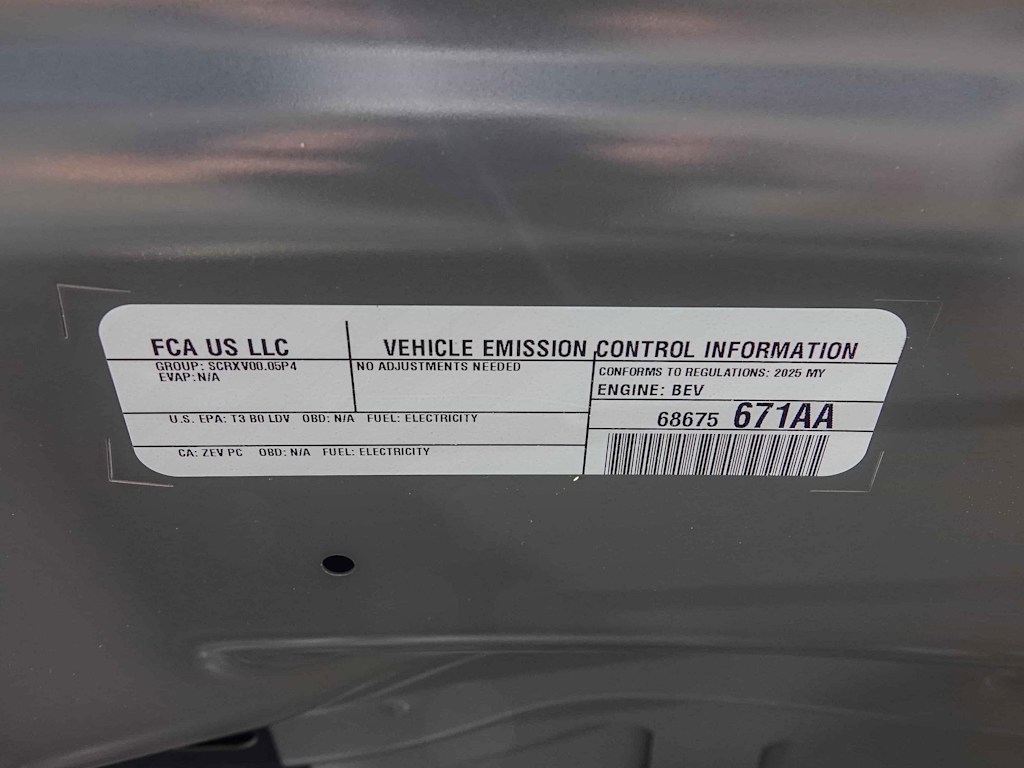 FCA US LLC
VEHICLE EMISSION CONTROL INFORMATION
GROUP: SCRXV00.05P4
EVAP:N/A
NO ADJUSTMENTS NEEDED
CONFORMS TO REGULATIONS: 2025 MY
ENGINE: BEV
U.S. EPA: T3 B0 LDV OBD: N/A FUEL: ELECTRICITY
68675 671AA
CA: ZEV PC OBD: N/A FUEL: ELECTRICITY